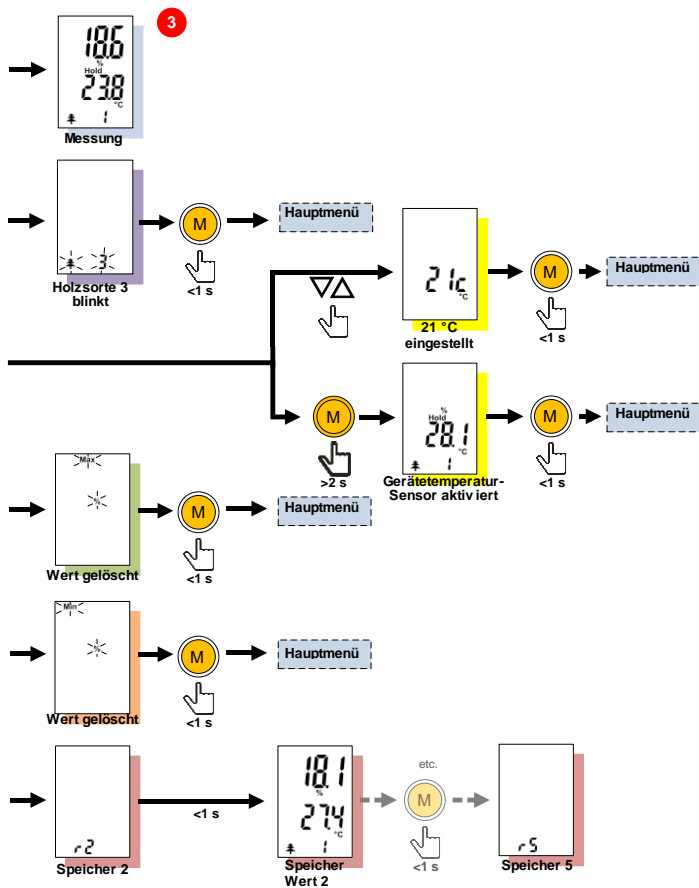 3
18.6
%
Hold
23.8
°C
1
Messung
3
Holzsorte 3
blinkt
M
<1 s
Hauptmenü
21c
°C
21 °C
eingestellt
M
<1 s
Hauptmenü
M
>2 s
%
Hold
28.1
°C
1
Gerätetemperatur-
Sensor aktiviert
M
<1 s
Hauptmenü
Max
%
Wert gelöscht
M
<1 s
Hauptmenü
Min
%
Wert gelöscht
M
<1 s
Hauptmenü
r2
Speicher 2
<1 s
18.1
%
27.4
°C
1
Speicher
Wert 2
etc.
M
<1 s
r5
Speicher 5